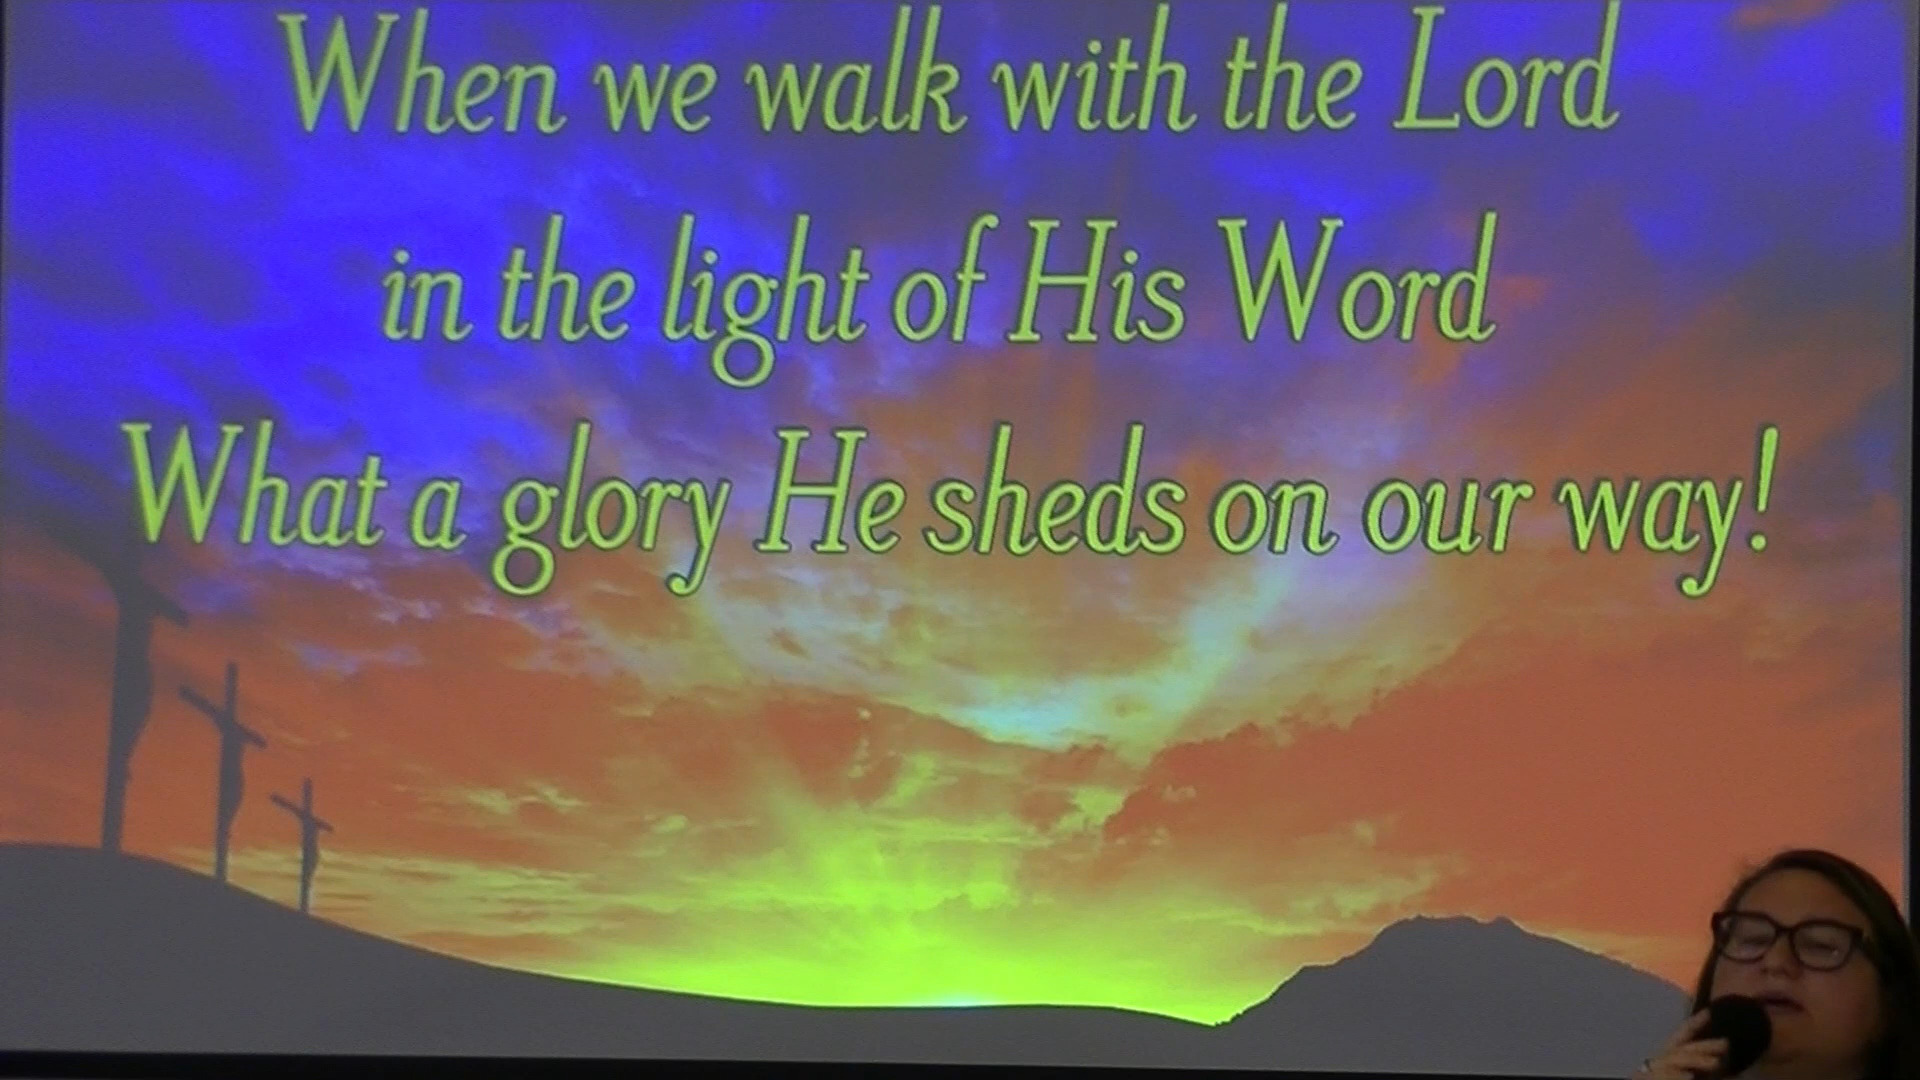 When we walk with the Lord
in the light of His Word
What a glory He sheds on our way!